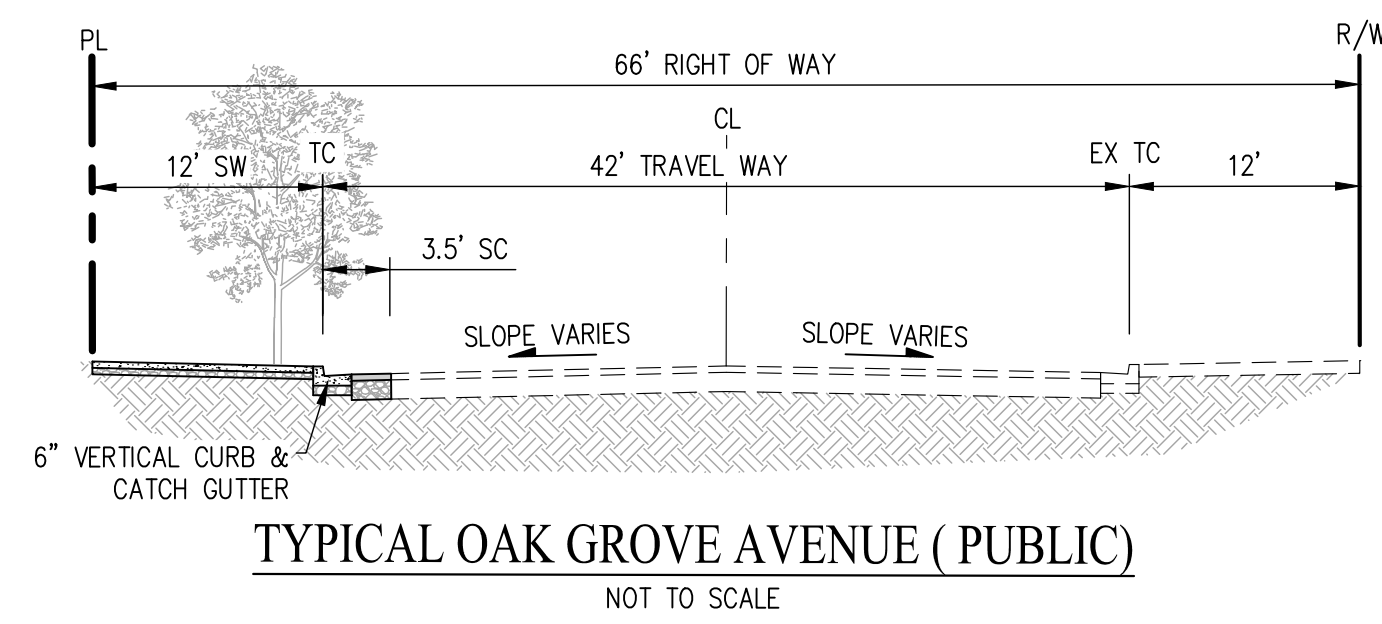 PL
R/W
66' RIGHT OF WAY
CL
12' SW
TC
42' TRAVEL WAY
EX TC
12'
3.5' SC
SLOPE VARIES
SLOPE VARIES
6" VERTICAL CURB &
CATCH GUTTER
TYPICAL OAK GROVE AVENUE ( PUBLIC)
NOT TO SCALE